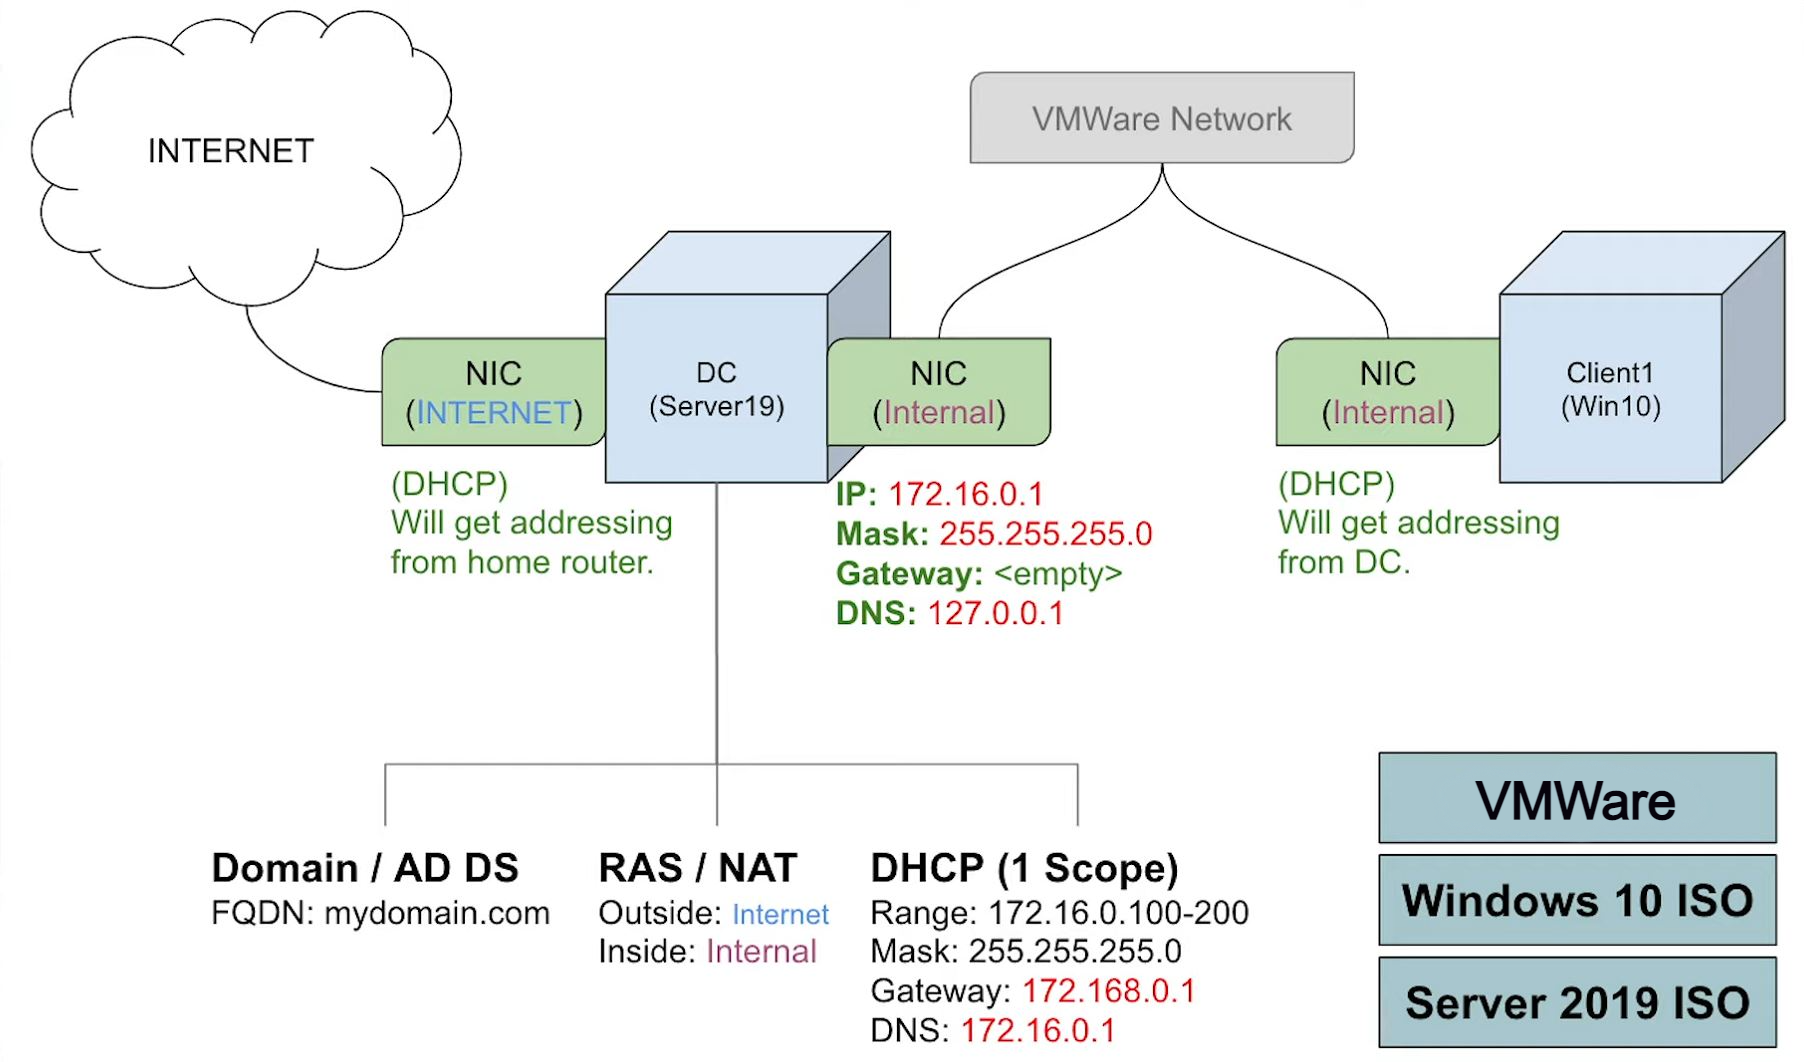 INTERNET
VMWare Network
NIC
(INTERNET)
DC
(Server19)
NIC
(Internal)
NIC
(Internal)
Client1
(Win10)
(DHCP)
Will get addressing
from home router.
IP: 172.16.0.1
Mask: 255.255.255.0
Gateway: <empty>
DNS: 127.0.0.1
(DHCP)
Will get addressing
from DC.
Domain / AD DS
FQDN: mydomain.com
RAS / NAT
Outside: Internet
Inside: Internal
DHCP (1 Scope)
Range: 172.16.0.100-200
Mask: 255.255.255.0
Gateway: 172.168.0.1
DNS: 172.16.0.1
VMWare
Windows 10 ISO
Server 2019 ISO